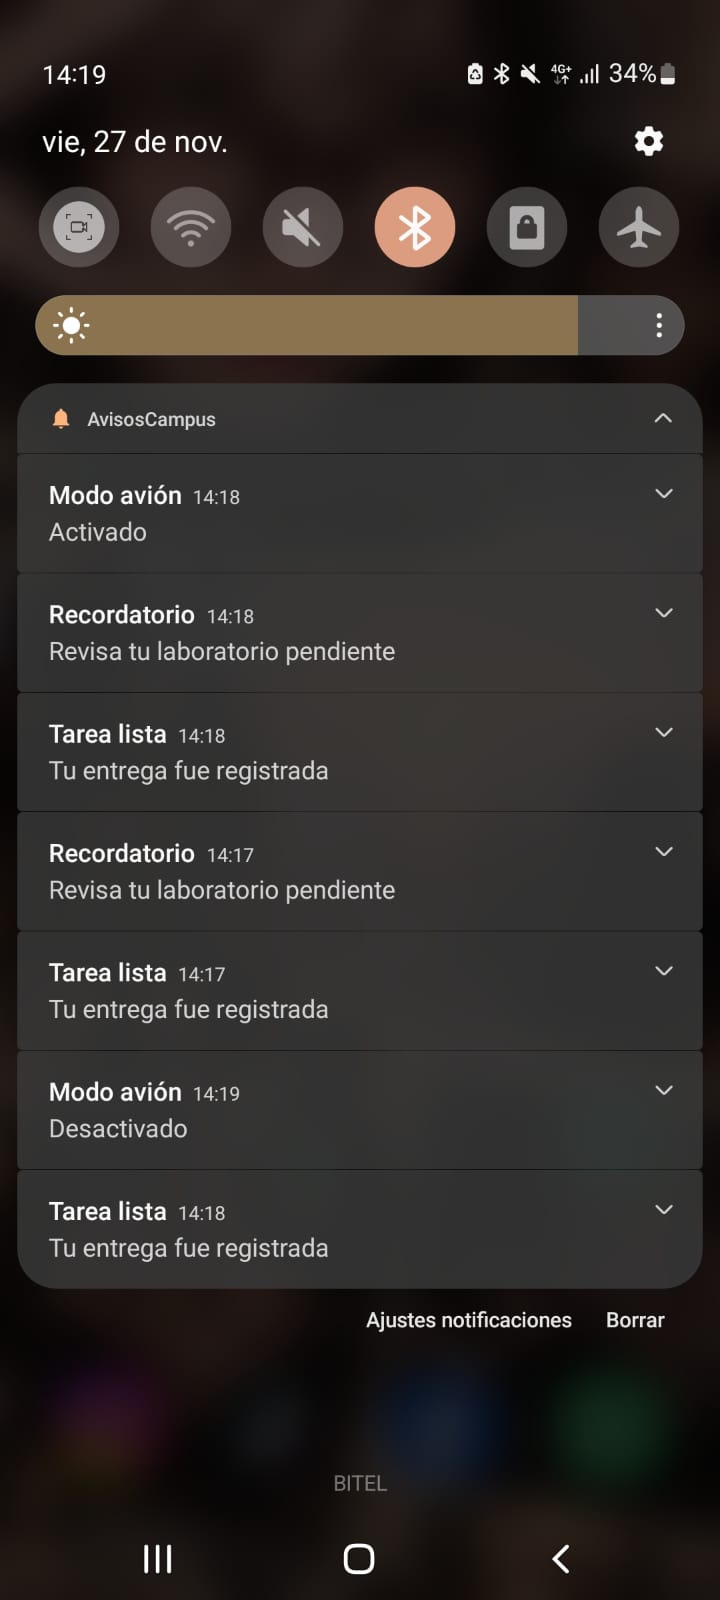 14:19
4G+
34%
vie, 27 de nov.
AvisosCampus
Modo avión 14:18
Activado
Recordatorio 14:18
Revisa tu laboratorio pendiente
Tarea lista 14:18
Tu entrega fue registrada
Recordatorio 14:17
Revisa tu laboratorio pendiente
Tarea lista 14:17
Tu entrega fue registrada
Modo avión 14:19
Desactivado
Tarea lista 14:18
Tu entrega fue registrada
Ajustes notificaciones Borrar
BITEL